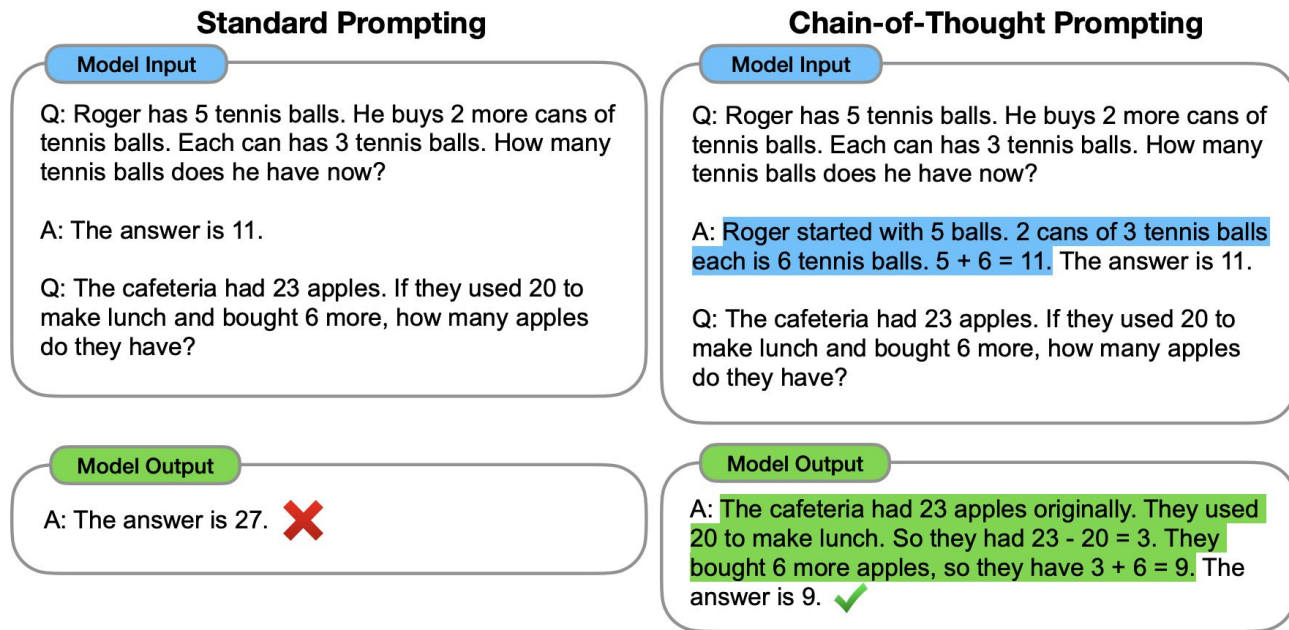 Standard Prompting
Model Input
Q: Roger has 5 tennis balls. He buys 2 more cans of
tennis balls. Each can has 3 tennis balls. How many
tennis balls does he have now?
A: The answer is 11.
Q: The cafeteria had 23 apples. If they used 20 to
make lunch and bought 6 more, how many apples
do they have?
Model Output
A: The answer is 27.
Chain-of-Thought Prompting
Model Input
Q: Roger has 5 tennis balls. He buys 2 more cans of
tennis balls. Each can has 3 tennis balls. How many
tennis balls does he have now?
A: Roger started with 5 balls. 2 cans of 3 tennis balls
each is 6 tennis balls. 5 + 6 = 11. The answer is 11.
Q: The cafeteria had 23 apples. If they used 20 to
make lunch and bought 6 more, how many apples
do they have?
Model Output
A: The cafeteria had 23 apples originally. They used
20 to make lunch. So they had 23 - 20 = 3. They
bought 6 more apples, so they have 3 + 6 = 9. The
answer is 9.